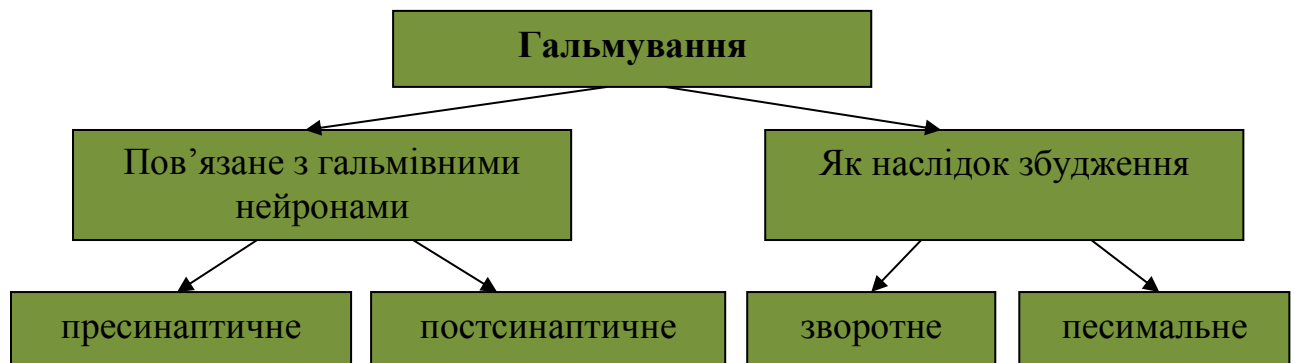 Гальмування
Пов’язане з гальмівними
нейронами
Як наслідок збудження
пресинаптичне
постсинаптичне
зворотне
песимальне